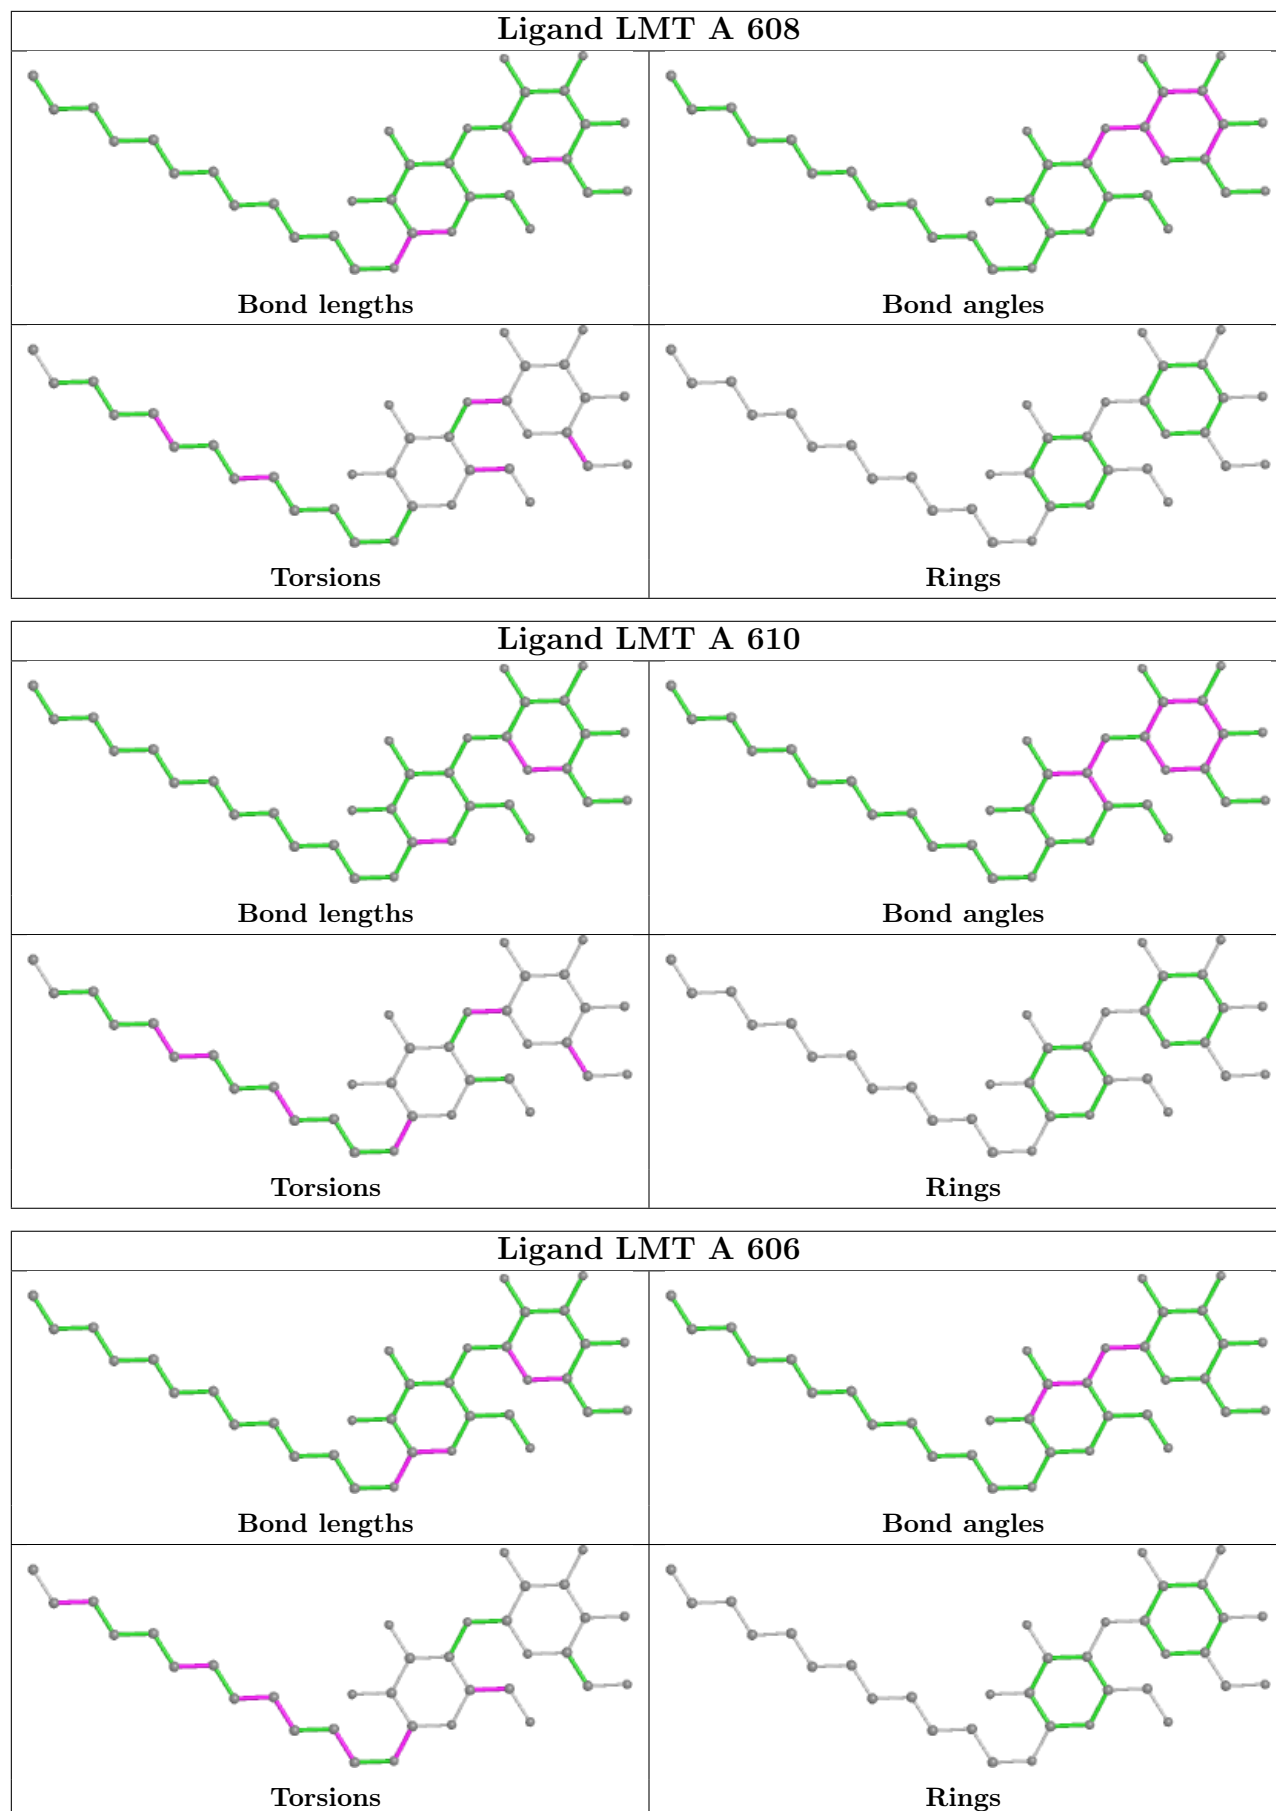 Ligand LMT A 608
Bond lengths
Bond angles
Torsions
Rings
Ligand LMT A 610
Bond lengths
Bond angles
Torsions
Rings
Ligand LMT A 606
Bond lengths
Bond angles
Torsions
Rings